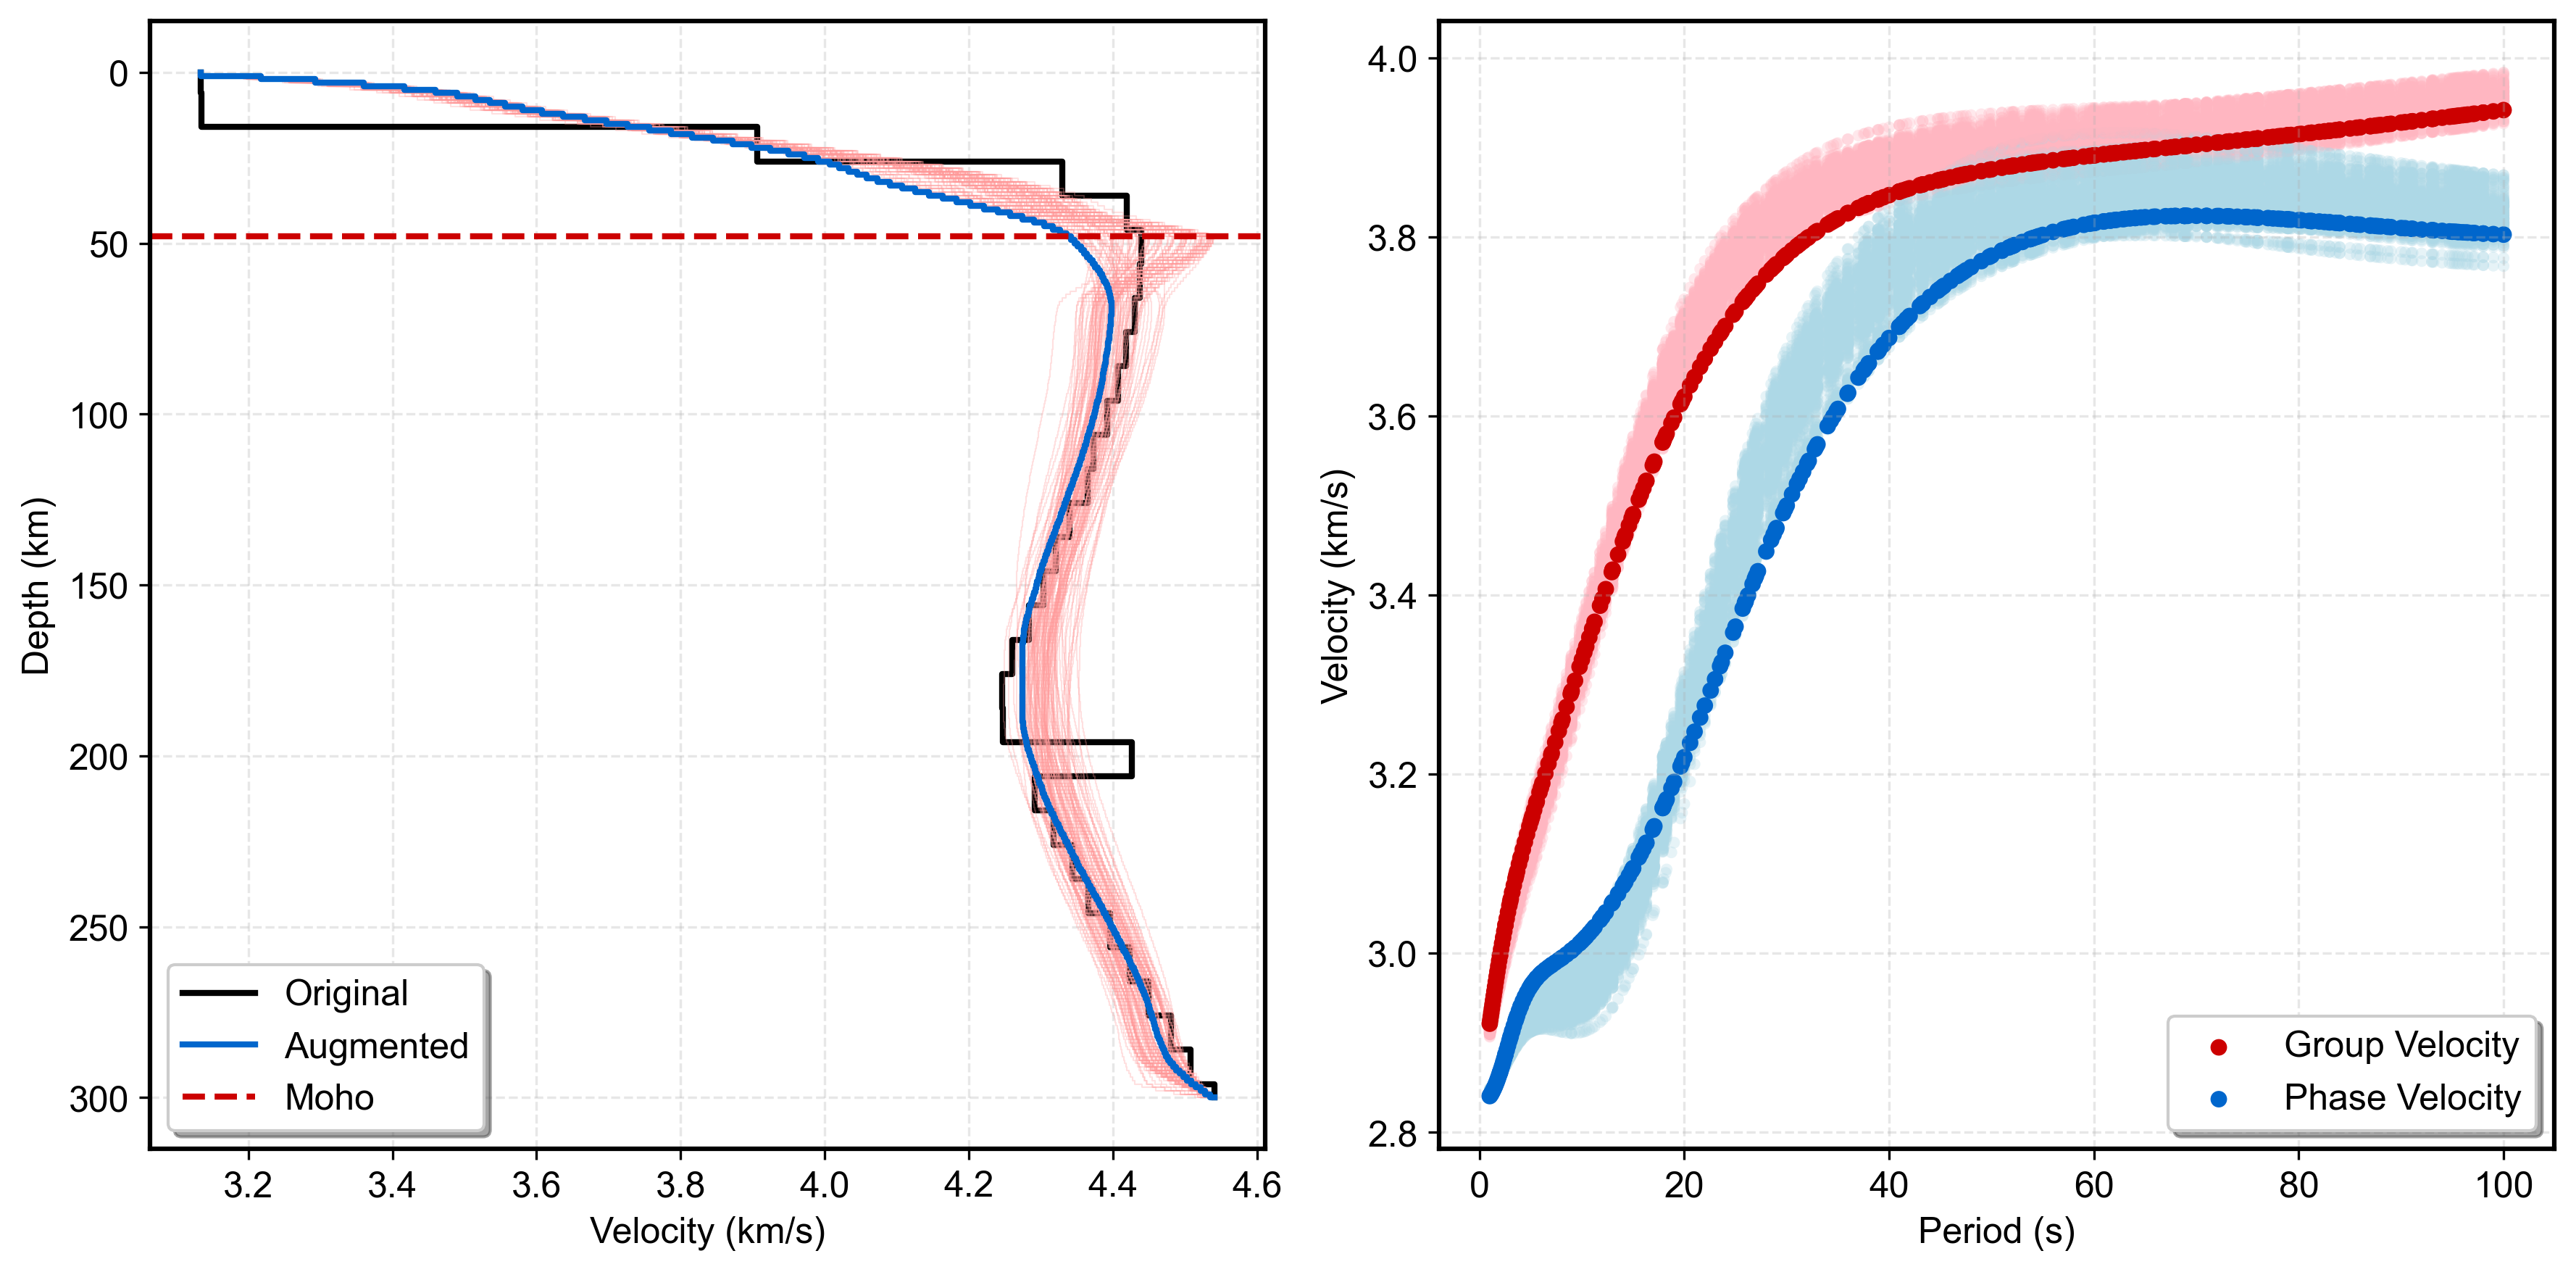 0
50
100
150
200
250
300
Depth (km)
3.2 3.4 3.6 3.8 4.0 4.2 4.4 4.6
Velocity (km/s)
Original
Augmented
Moho
4.0
3.8
3.6
3.4
3.2
3.0
2.8
Velocity (km/s)
0 20 40 60 80 100
Period (s)
Group Velocity
Phase Velocity